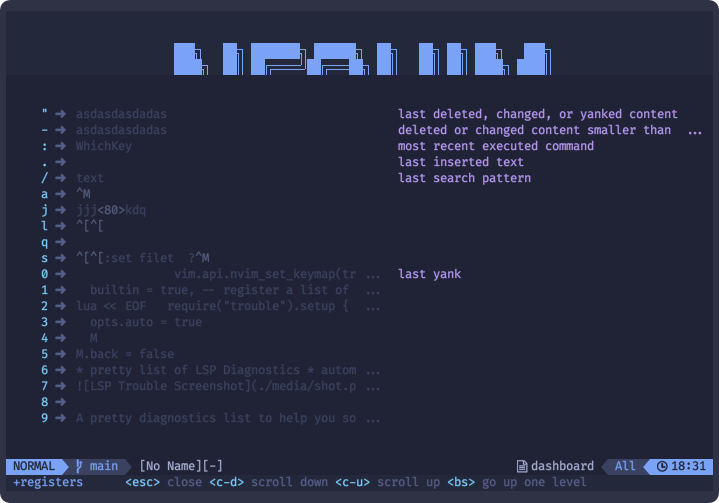 " ➜ asdasdasdadas last deleted, changed, or yanked content
- ➜ asdasdasdadas deleted or changed content smaller than ...
: ➜ WhichKey most recent executed command
. ➜ last inserted text
/ ➜ text last search pattern
a ➜ ^M
j ➜ jjj<80>kdq
l ➜ ^[^[
q ➜
s ➜ ^[^[:set filet ?^M
0 ➜ vim.api.nvim_set_keymap(tr ... last yank
1 ➜ builtin = true, -- register a list of ...
2 ➜ lua << EOF require("trouble").setup { ...
3 ➜ opts.auto = true
4 ➜ M
5 ➜ M.back = false
6 ➜ * pretty list of LSP Diagnostics * autom ...
7 ➜ ![LSP Trouble Screenshot](./media/shot.p ...
8 ➜
9 ➜ A pretty diagnostics list to help you so ...
NORMAL main [No Name][-] dashboard All 18:31
+registers <esc> close <c-d> scroll down <c-u> scroll up <bs> go up one level